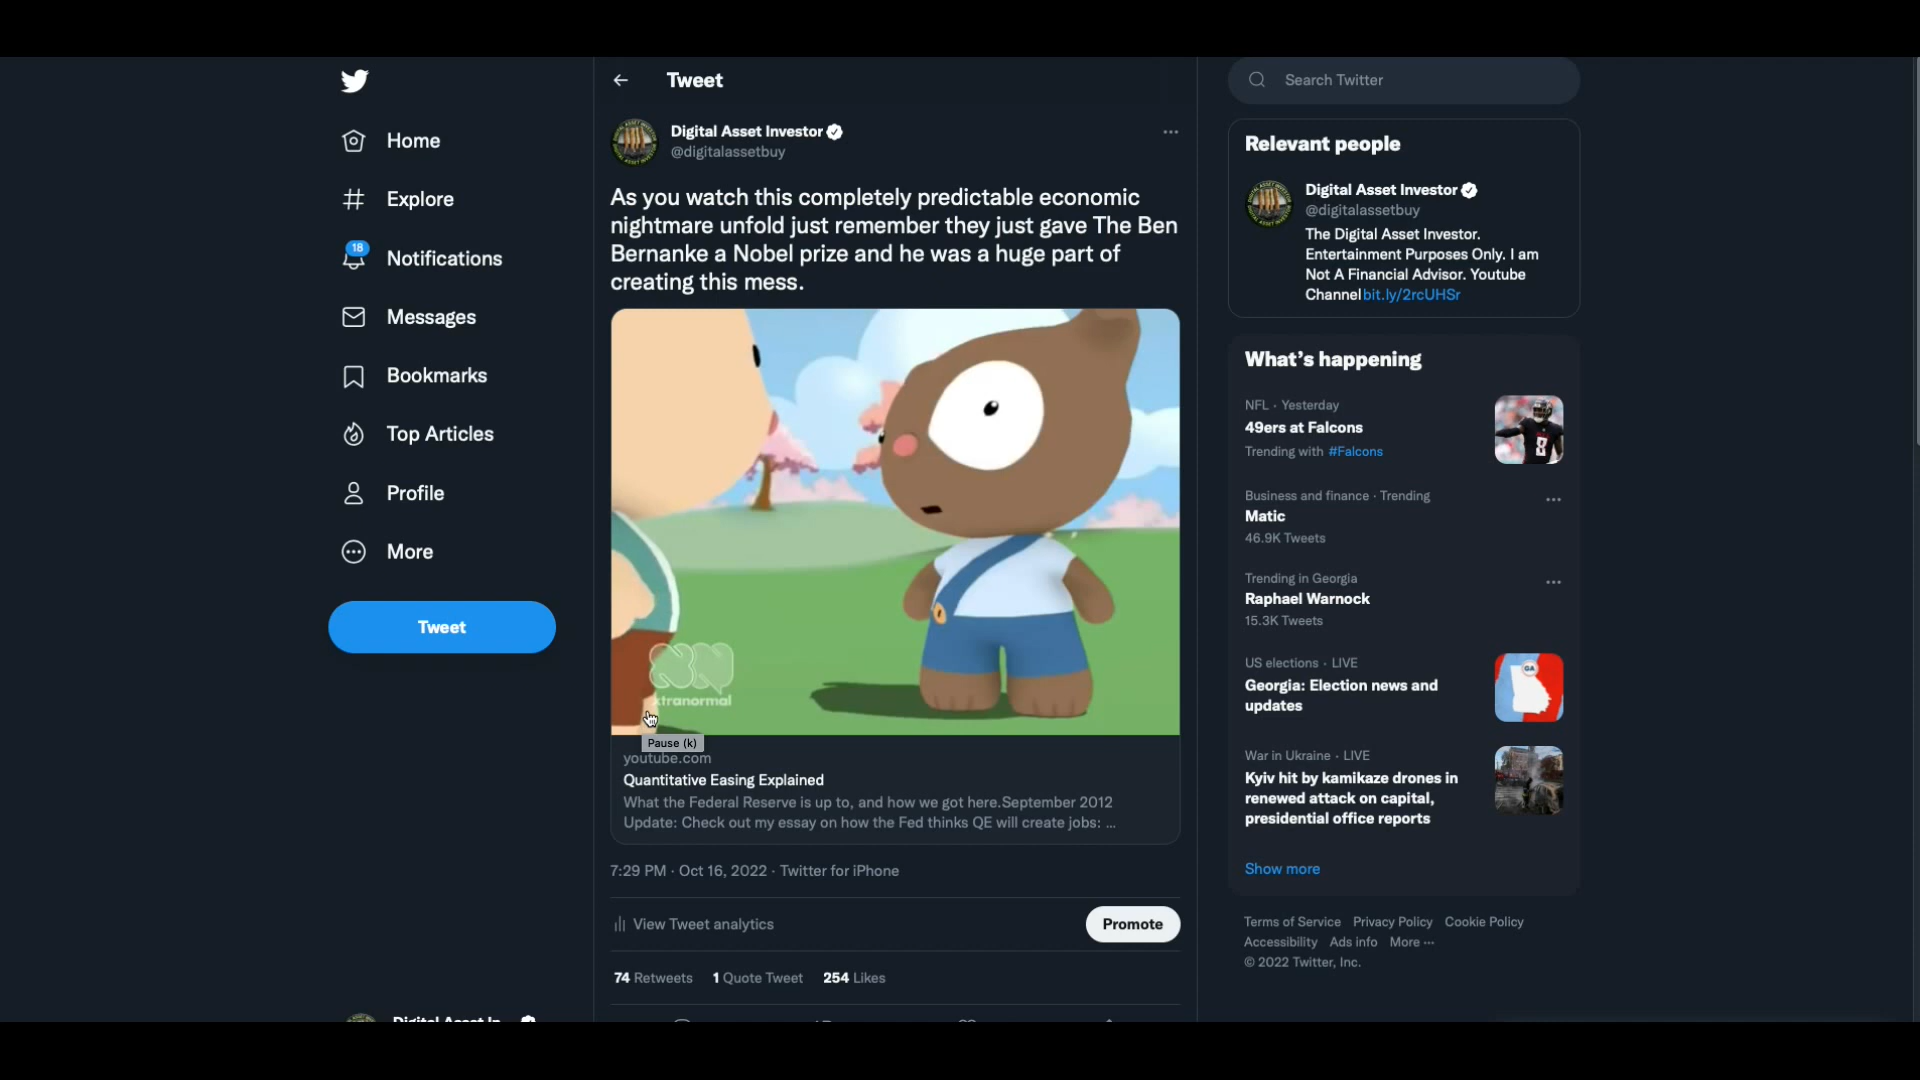 Home
Explore
18
Notifications
Messages
Bookmarks
Top Articles
Profile
More
Tweet
Tweet
Digital Asset Investor
@digitalassetbuy
As you watch this completely predictable economic
nightmare unfold just remember they just gave The Ben
Bernanke a Nobel prize and he was a huge part of
creating this mess.
xtranormal
Pause (k)
youtube.com
Quantitative Easing Explained
What the Federal Reserve is up to, and how we got here.September 2012
Update: Check out my essay on how the Fed thinks QE will create jobs: ...
7:29 PM · Oct 16, 2022 · Twitter for iPhone
View Tweet analytics
Promote
74 Retweets 1 Quote Tweet 254 Likes
Search Twitter
Relevant people
Digital Asset Investor
@digitalassetbuy
The Digital Asset Investor.
Entertainment Purposes Only. I am
Not A Financial Advisor. Youtube
Channel bit.ly/2rcUHSr
What's happening
NFL · Yesterday
49ers at Falcons
Trending with #Falcons
8
Business and finance · Trending
Matic
46.9K Tweets
Trending in Georgia
Raphael Warnock
15.3K Tweets
US elections · LIVE
Georgia: Election news and
updates
GA
War in Ukraine · LIVE
Kyiv hit by kamikaze drones in
renewed attack on capital,
presidential office reports
Show more
Terms of Service Privacy Policy Cookie Policy
Accessibility Ads info More ···
© 2022 Twitter, Inc.